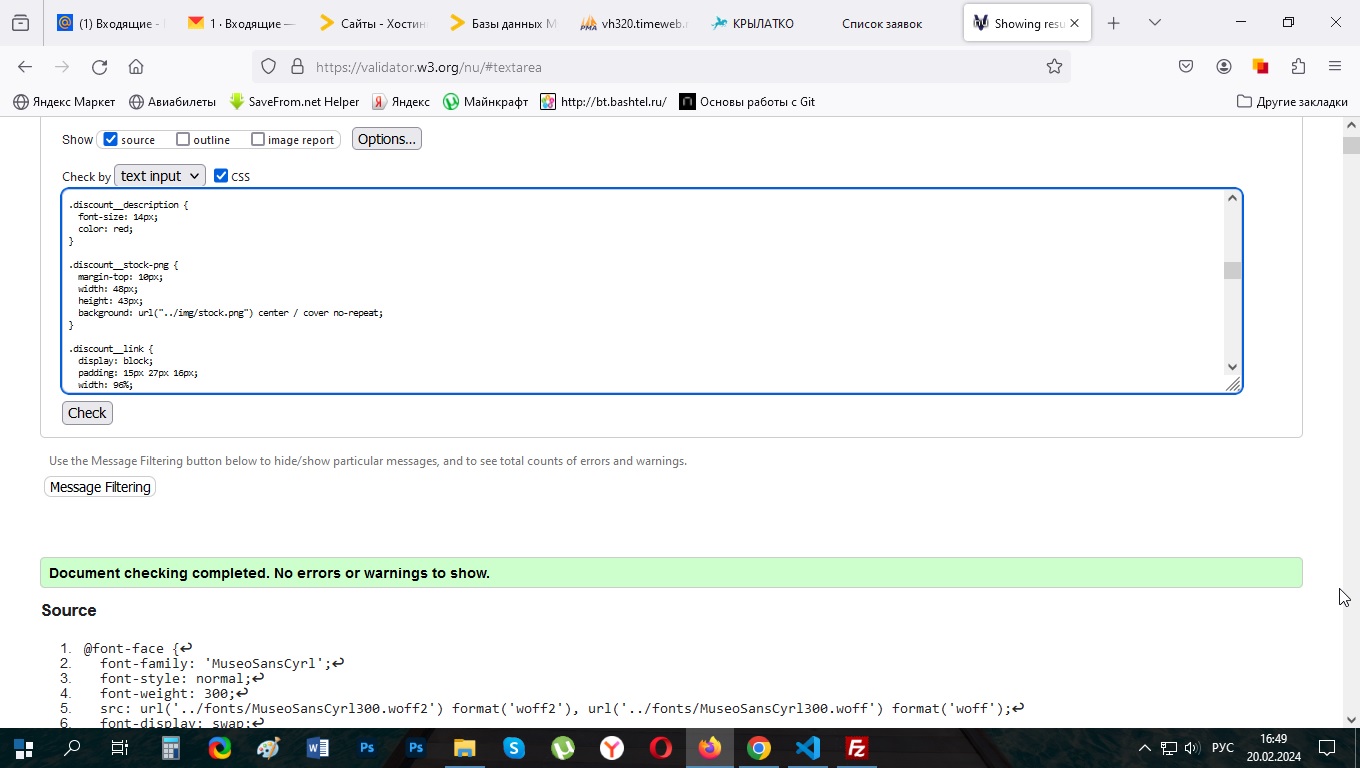 (1) Входящие -
1 · Входящие —
Сайты - Хостин
Базы данных M
PMA
vh320.timeweb.r
КРЫЛАТКО
Список заявок
Showing resu
https://validator.w3.org/nu/#textarea
Яндекс Маркет
Авиабилеты
SaveFrom.net Helper
Яндекс
Майнкрафт
http://bt.bashtel.ru/
Основы работы с Git
Другие закладки
Show source outline image report Options...
Check by text input CSS
.discount__description {
font-size: 14px;
color: red;
}
.discount__stock-png {
margin-top: 10px;
width: 48px;
height: 43px;
background: url("../img/stock.png") center / cover no-repeat;
}
.discount__link {
display: block;
padding: 15px 27px 16px;
width: 96%;
Check
Use the Message Filtering button below to hide/show particular messages, and to see total counts of errors and warnings.
Message Filtering
Document checking completed. No errors or warnings to show.
Source
1. @font-face {↩
2. font-family: 'MuseoSansCyrl';↩
3. font-style: normal;↩
4. font-weight: 300;↩
5. src: url('../fonts/MuseoSansCyrl300.woff2') format('woff2'), url('../fonts/MuseoSansCyrl300.woff') format('woff');↩
6. font-display: swap;↩
Ps
Ps
РУС
16:49
20.02.2024